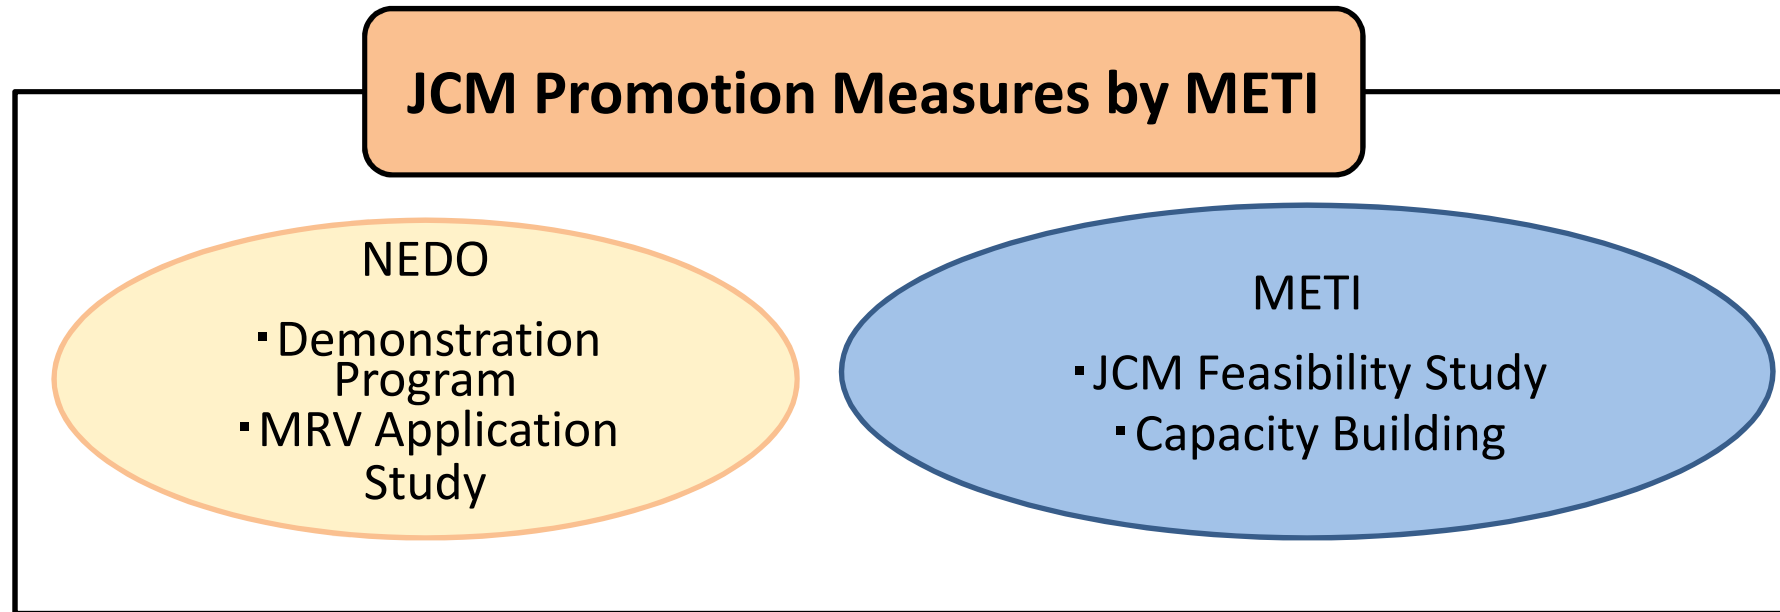 JCM Promotion Measures by METI
NEDO
・Demonstration
Program
・MRV Application
Study
METI
・JCM Feasibility Study
・Capacity Building